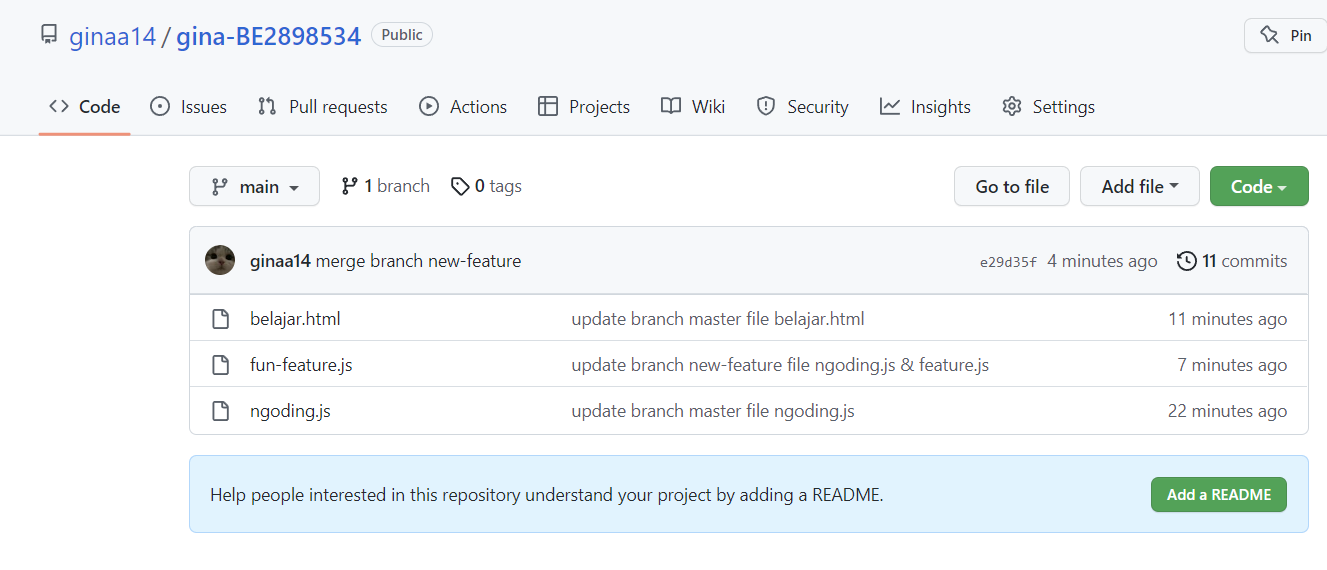 ginaa14 / gina-BE2898534 Public Pin
Code Issues Pull requests Actions Projects Wiki Security Insights Settings
main 1 branch 0 tags Go to file Add file Code
ginaa14 merge branch new-feature e29d35f 4 minutes ago 11 commits
belajar.html update branch master file belajar.html 11 minutes ago
fun-feature.js update branch new-feature file ngoding.js & feature.js 7 minutes ago
ngoding.js update branch master file ngoding.js 22 minutes ago
Help people interested in this repository understand your project by adding a README. Add a README